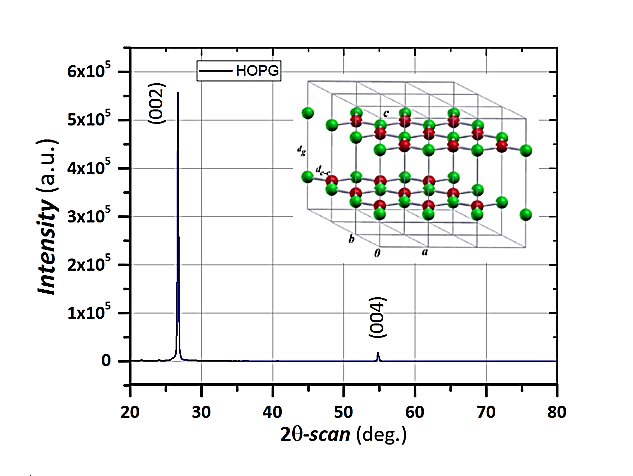 6x10⁵
5x10⁵
4x10⁵
3x10⁵
2x10⁵
1x10⁵
0
Intensity (a.u.)
HOPG
(002)
(004)
c
d_g
d_c-c
b
0
a
20 30 40 50 60 70 80
2θ-scan (deg.)